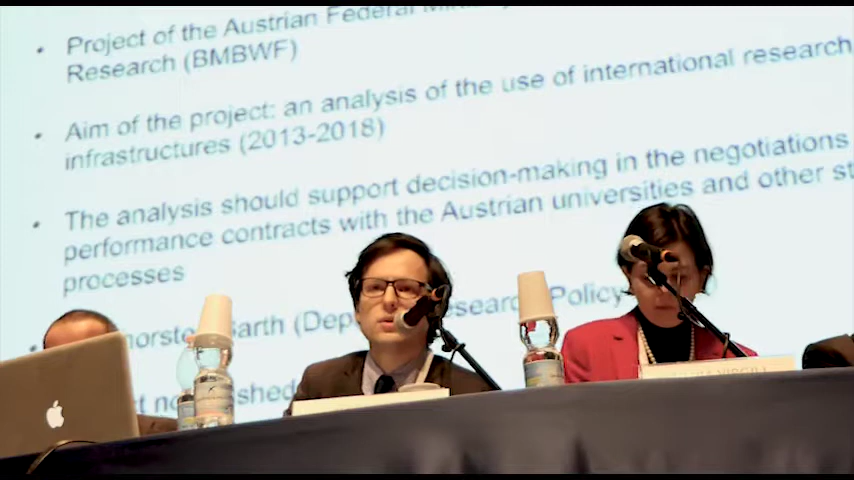 • Project of the Austrian Federal
Research (BMBWF)
• Aim of the project: an analysis of the use of international research
infrastructures (2013-2018)
• The analysis should support decision-making in the negotiations
performance contracts with the Austrian universities and other
processes
Barth Research Policy